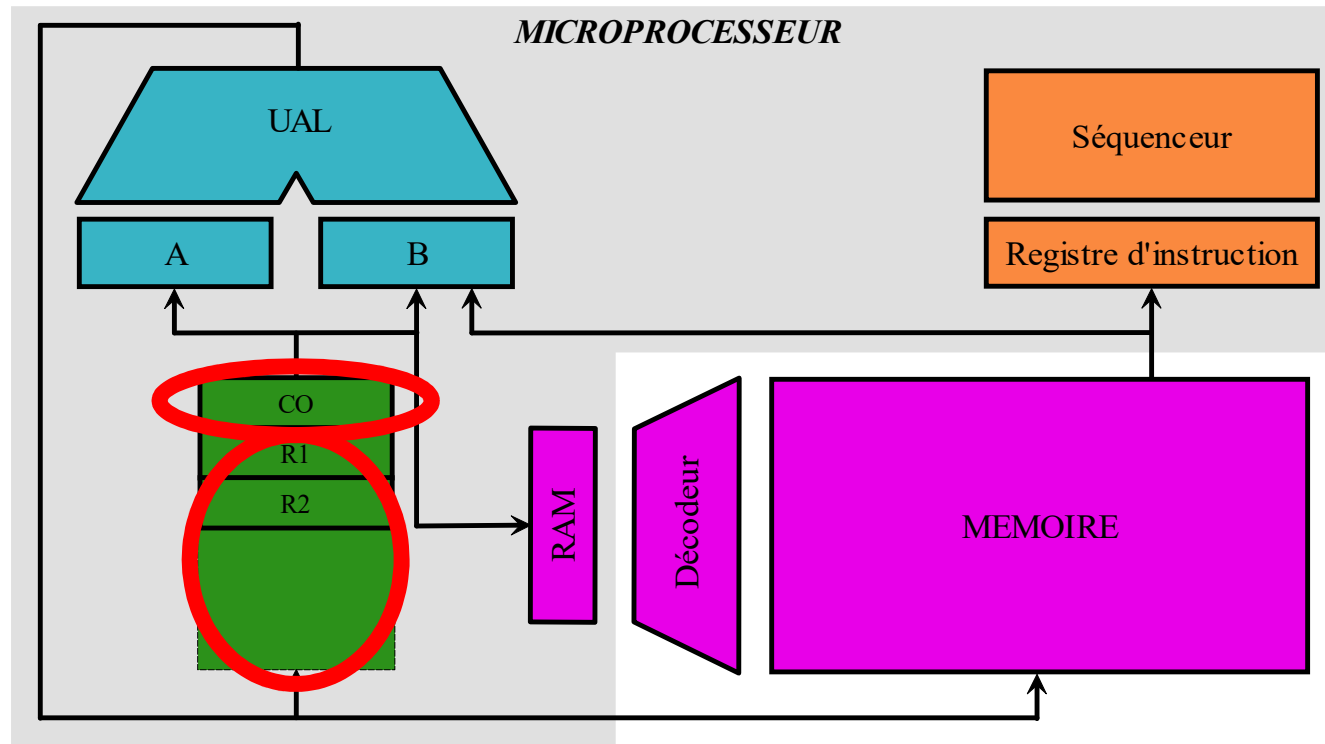 MICROPROCESSEUR
UAL
Séquenceur
A
B
Registre d'instruction
CO
R1
R2
RAM
Décodeur
MEMOIRE